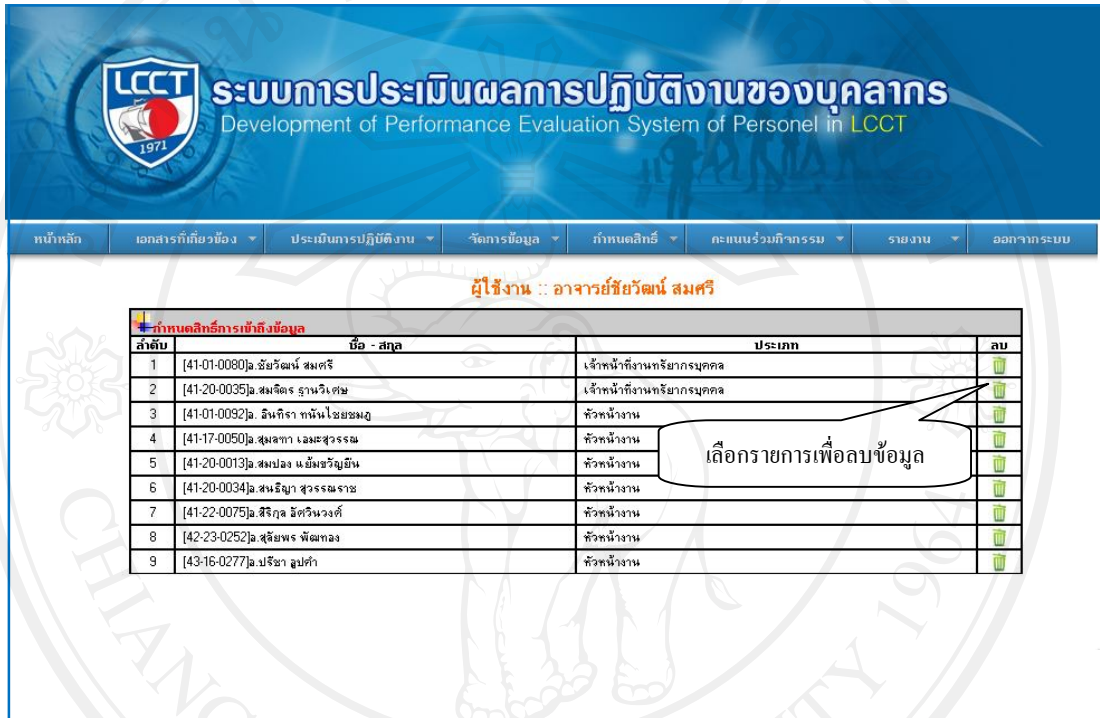 LCCT
1971
ระบบการประเมินผลการปฏิบัติงานของบุคลากร
Development of Performance Evaluation System of Personel in LCCT
หน้าหลัก เอกสารที่เกี่ยวข้อง ประเมินการปฏิบัติงาน จัดการข้อมูล กำหนดสิทธิ์ คะแนนร่วมกิจกรรม รายงาน ออกจากระบบ
ผู้ใช้งาน :: อาจารย์ชัยวัฒน์ สมศรี
กำหนดสิทธิ์การเข้าถึงข้อมูล
ลำดับ ชื่อ - สกุล ประเภท ลบ
1 [41-01-0080]อ.ชัยวัฒน์ สมศรี เจ้าหน้าที่งานทรัยากรบุคคล
2 [41-20-0035]อ.สมจิตร ฐานวิเศษ เจ้าหน้าที่งานทรัยากรบุคคล
3 [41-01-0092]อ. อินทิรา ทนันไชยชมภู หัวหน้างาน
4 [41-17-0050]อ.สุมลฑา เอมะสุวรรณ หัวหน้างาน
5 [41-20-0013]อ.สมปอง แย้มขวัญยืน หัวหน้างาน
เลือกรายการเพื่อลบข้อมูล
6 [41-20-0034]อ.สนธิญา สุวรรณราช หัวหน้างาน
7 [41-22-0075]อ.สิริกุล อัศวินวงศ์ หัวหน้างาน
8 [42-23-0252]อ.สุรัยพร พัฒทอง หัวหน้างาน
9 [43-16-0277]อ.ปรีชา อูปคำ หัวหน้างาน
CHIANG
1964